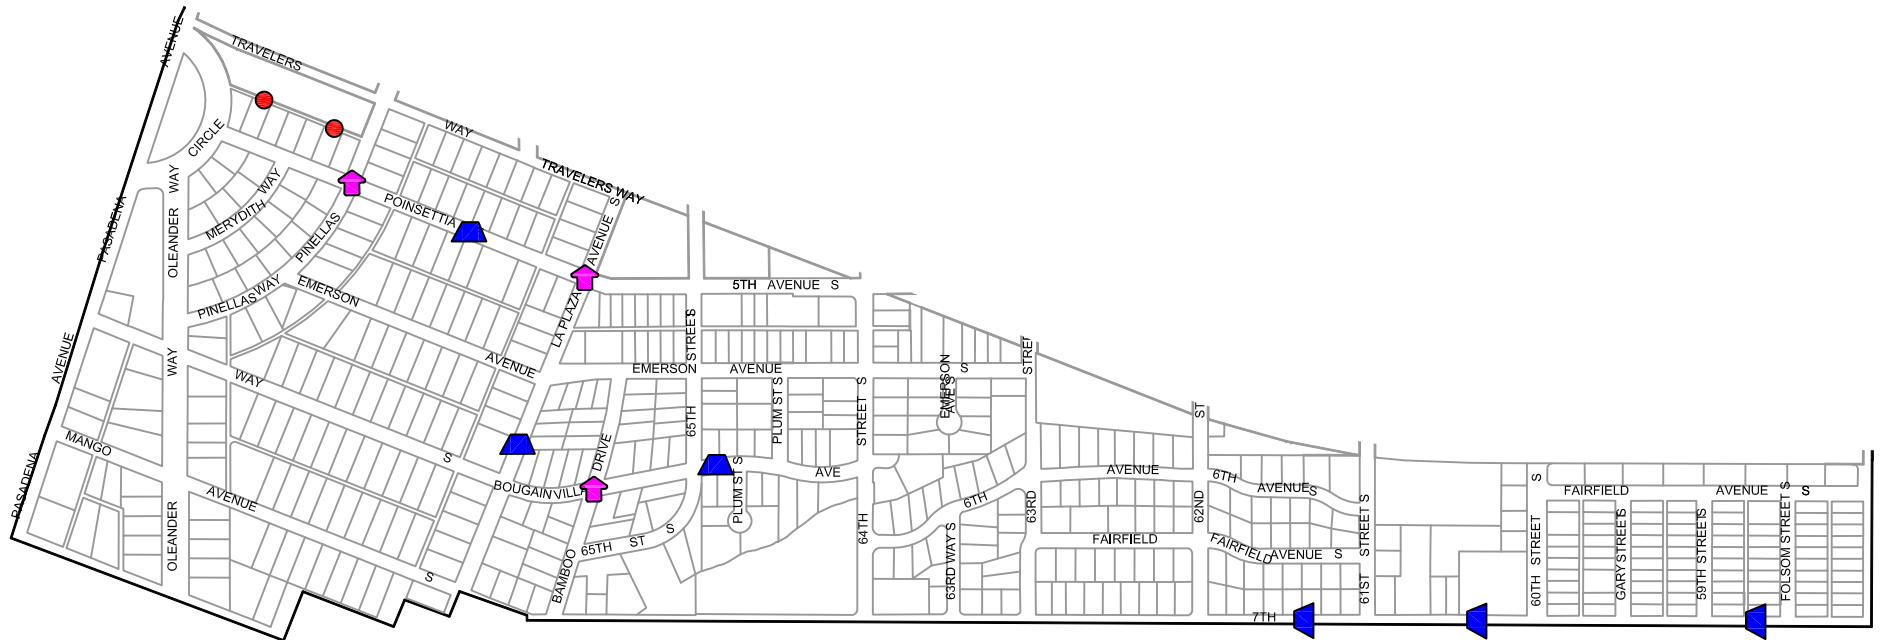 AVENUE
TRAVELERS
WAY
TRAVELERS WAY
CIRCLE
WAY
MERYDITH
WAY
PINELLAS
POINSETTIA
AVENUE S
OLEANDER
PASADENA
PINELLAS
WAY
EMERSON
AVENUE
LA PLAZA
5TH AVENUE S
STREET S
EMERSON AVENUE S
EMERSON
AVE S
WAY
AVENUE
WAY
S
MANGO
AVENUE
S
PASADENA
OLEANDER
65TH
PLUM ST S
STREET S
DRIVE
BOUGAINVILL
PLUM ST S
AVE
65TH ST S
BAMBOO
64TH
6TH
63RD WAY S
63RD
AVENUE
ST
62ND
6TH
AVENUE S
FAIRFIELD
FAIRFIELD
AVENUE S
7TH
STREET S
61ST
S
STREET
60TH
FAIRFIELD
AVENUE S
GARY STREET S
59TH STREET S
FOLSOM STREET S